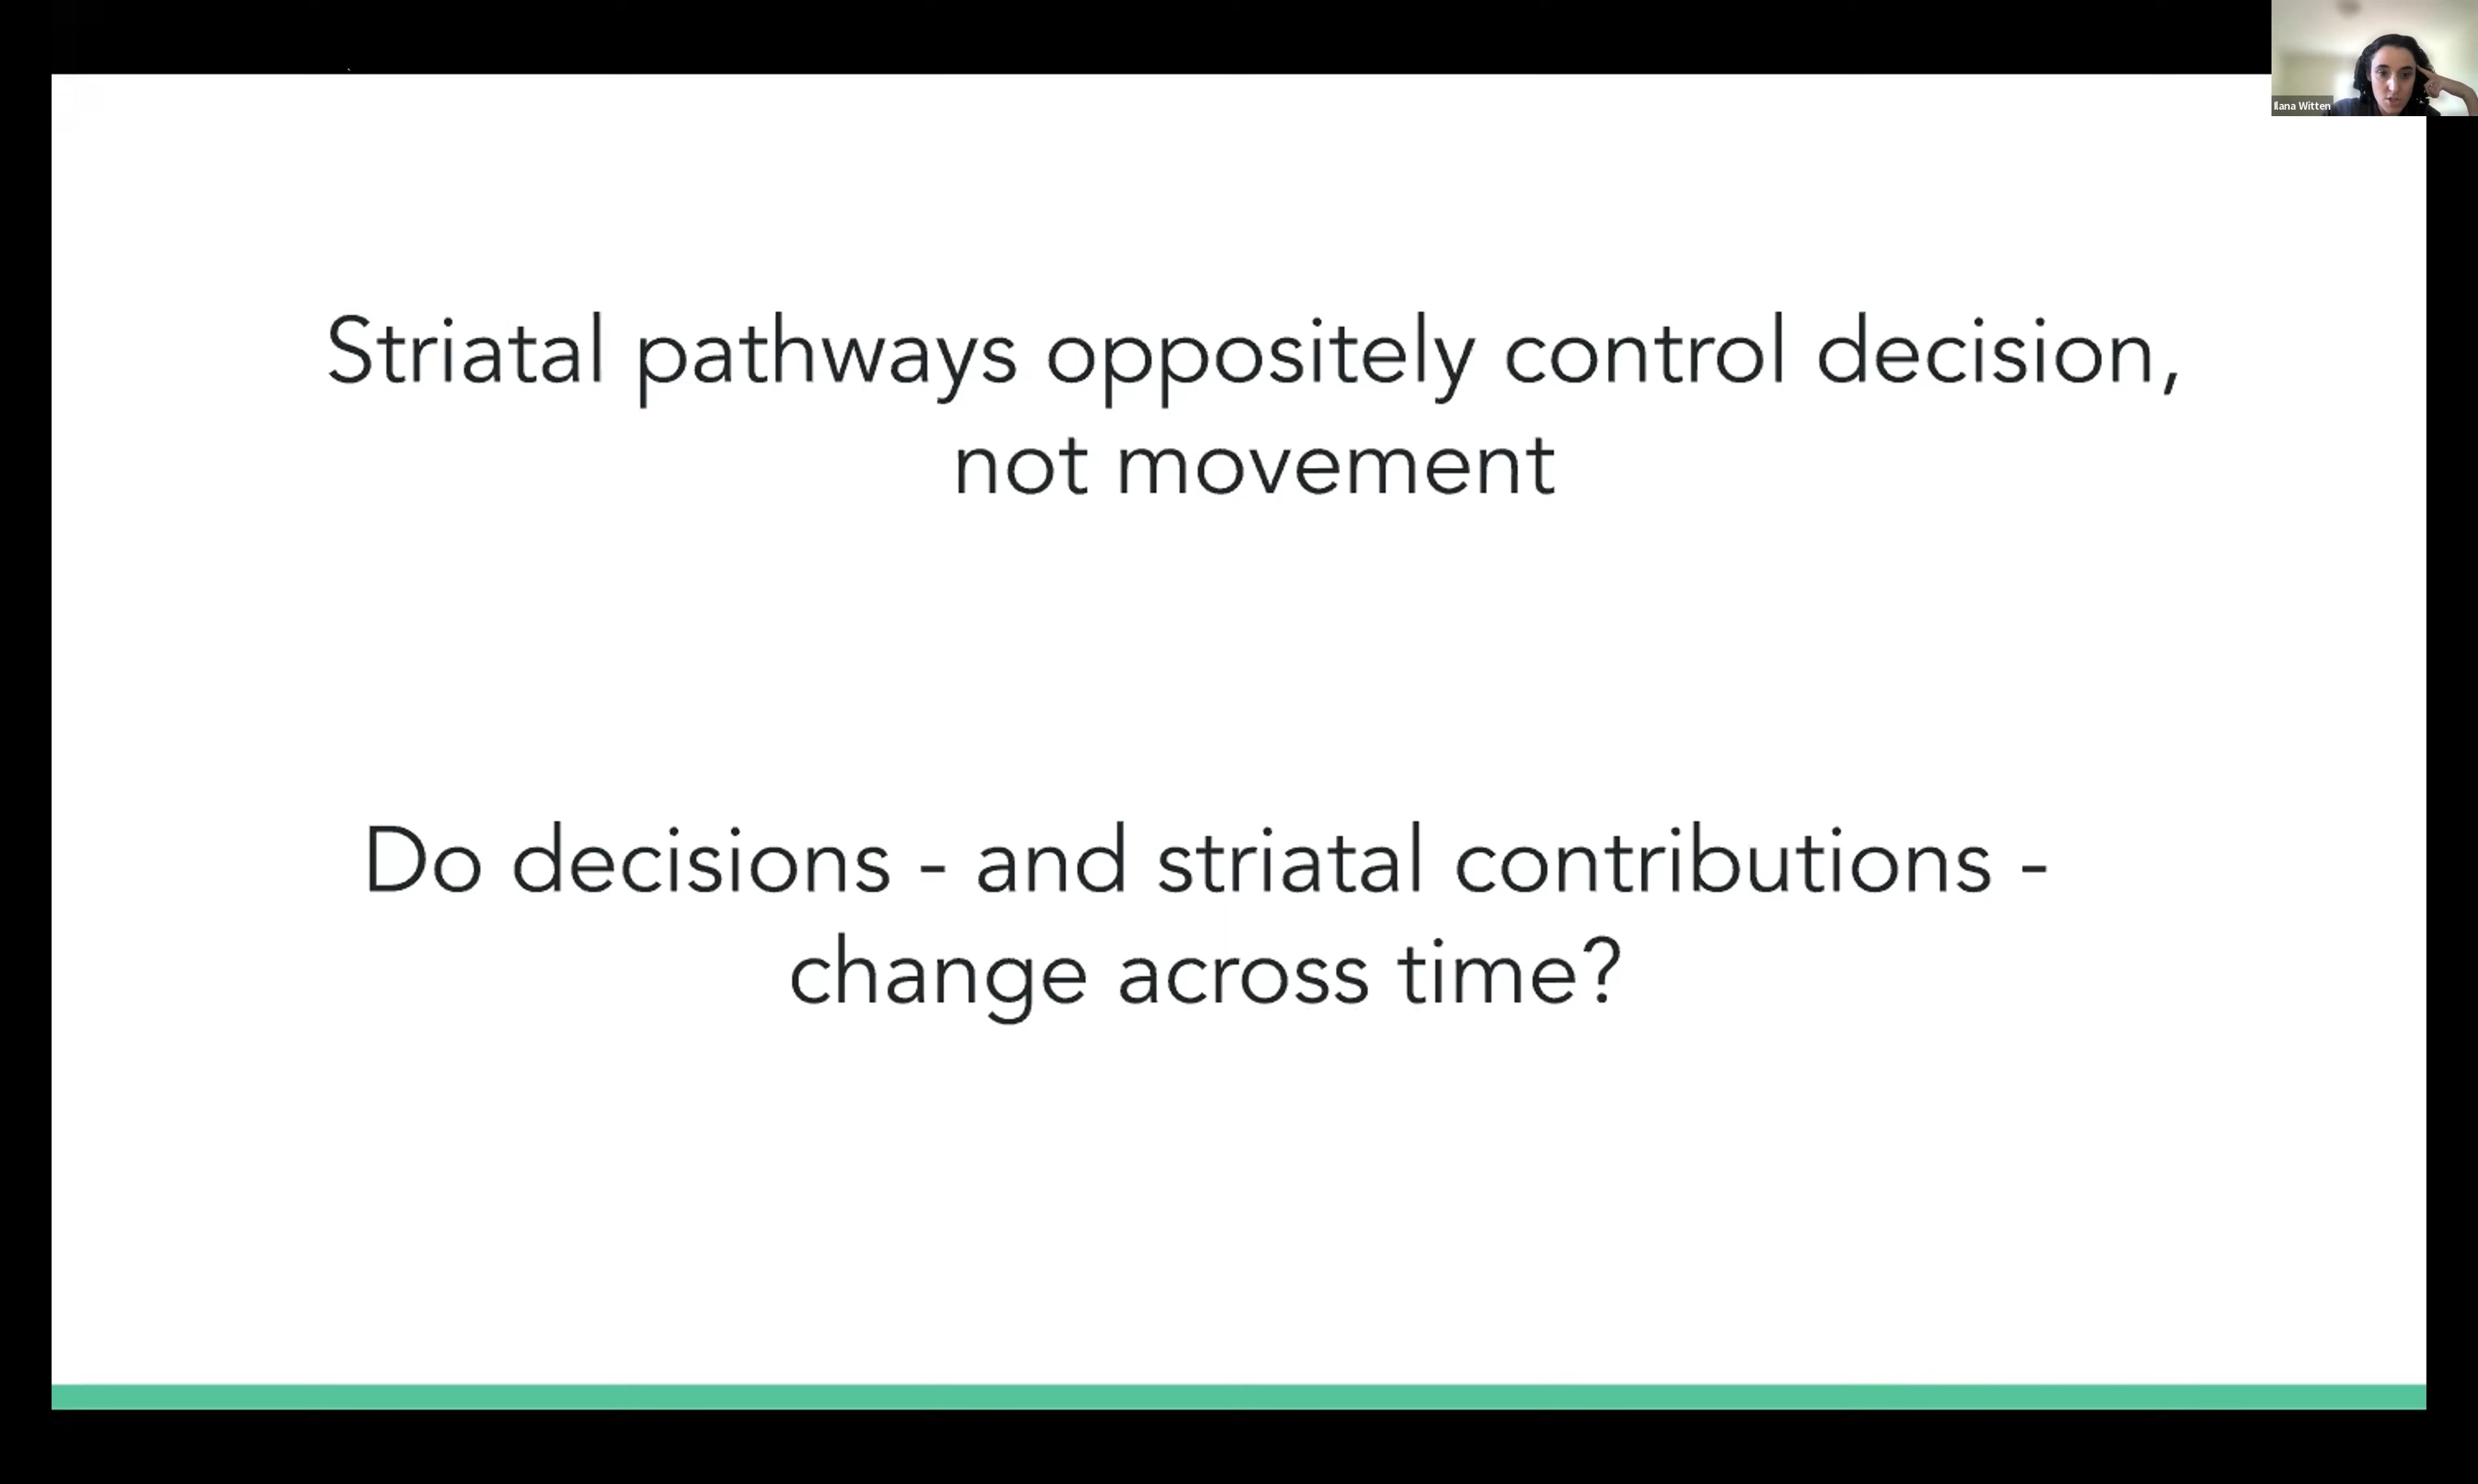 Ilana Witten
Striatal pathways oppositely control decision,
not movement
Do decisions - and striatal contributions -
change across time?